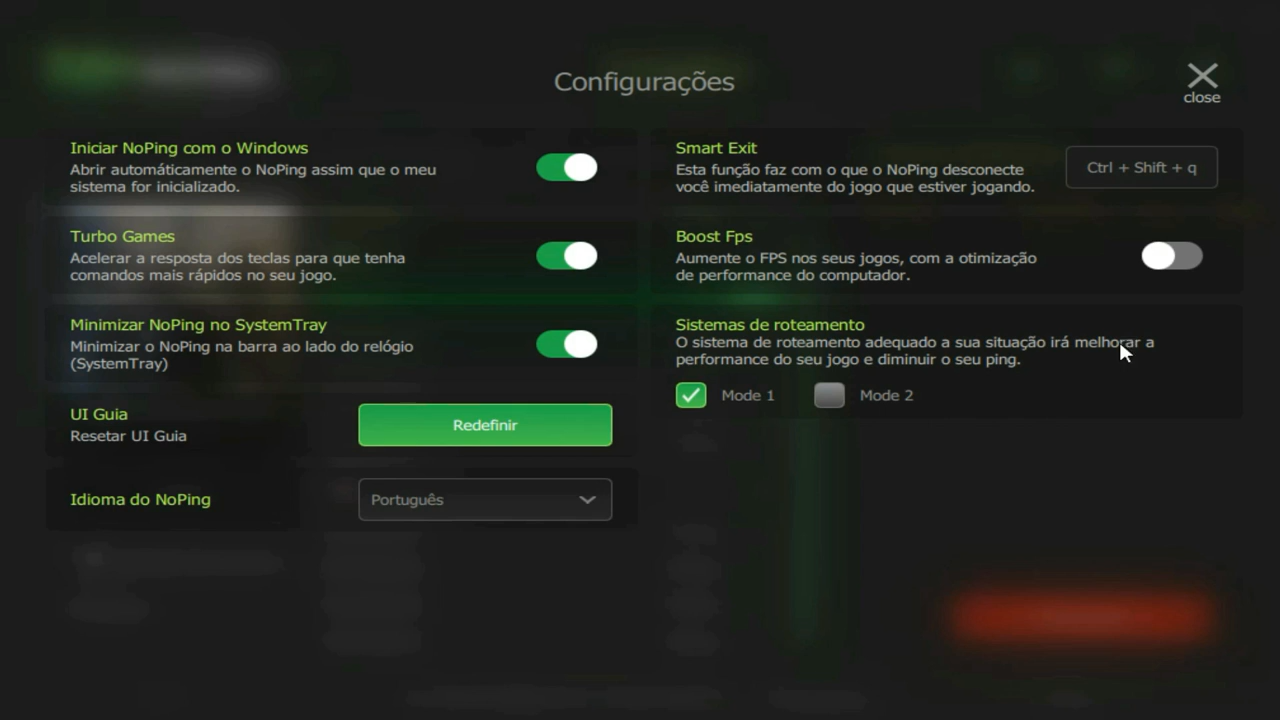 Configurações
close
Iniciar NoPing com o Windows
Abrir automáticamente o NoPing assim que o meu
sistema for inicializado.
Turbo Games
Acelerar a resposta dos teclas para que tenha
comandos mais rápidos no seu jogo.
Minimizar NoPing no SystemTray
Minimizar o NoPing na barra ao lado do relógio
(SystemTray)
UI Guia
Resetar UI Guia
Redefinir
Idioma do NoPing
Português
Smart Exit
Esta função faz com o que o NoPing desconecte
você imediatamente do jogo que estiver jogando.
Ctrl + Shift + q
Boost Fps
Aumente o FPS nos seus jogos, com a otimização
de performance do computador.
Sistemas de roteamento
O sistema de roteamento adequado a sua situação irá melhorar a
performance do seu jogo e diminuir o seu ping.
Mode 1
Mode 2